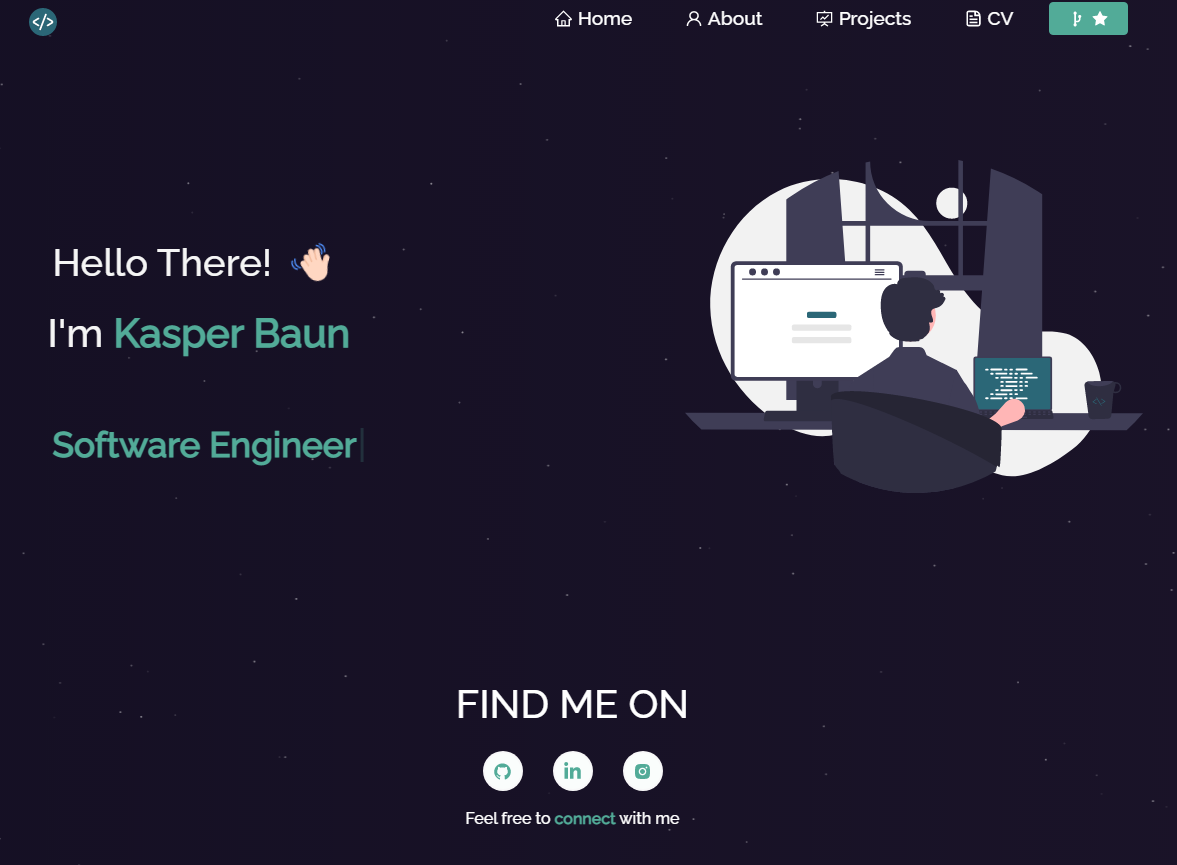 Home About Projects CV
Hello There!
I'm Kasper Baun
Software Engineer
FIND ME ON
in
Feel free to connect with me